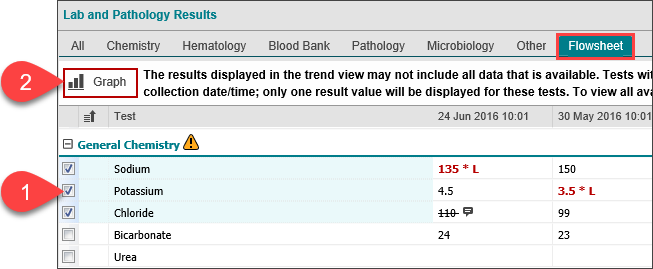 Lab and Pathology Results
All Chemistry Hematology Blood Bank Pathology Microbiology Other Flowsheet
2 Graph
The results displayed in the trend view may not include all data that is available. Tests wit
collection date/time; only one result value will be displayed for these tests. To view all ava
Test 24 Jun 2016 10:01 30 May 2016 10:01
General Chemistry
Sodium 135 * L 150
1 Potassium 4.5 3.5 * L
Chloride 110 99
Bicarbonate 24 23
Urea